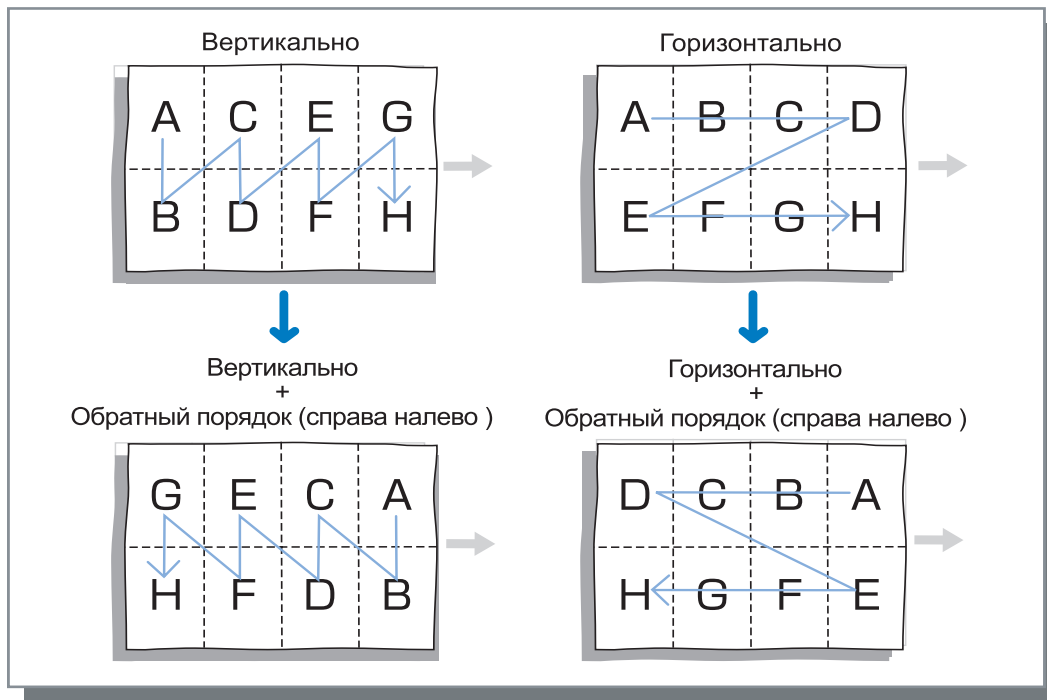 Вертикально
A C E G
B D F H
Горизонтально
A B C D
E F G H
Вертикально
+
Обратный порядок (справа налево )
G E C A
H F D B
Горизонтально
+
Обратный порядок (справа налево )
D C B A
H G F E